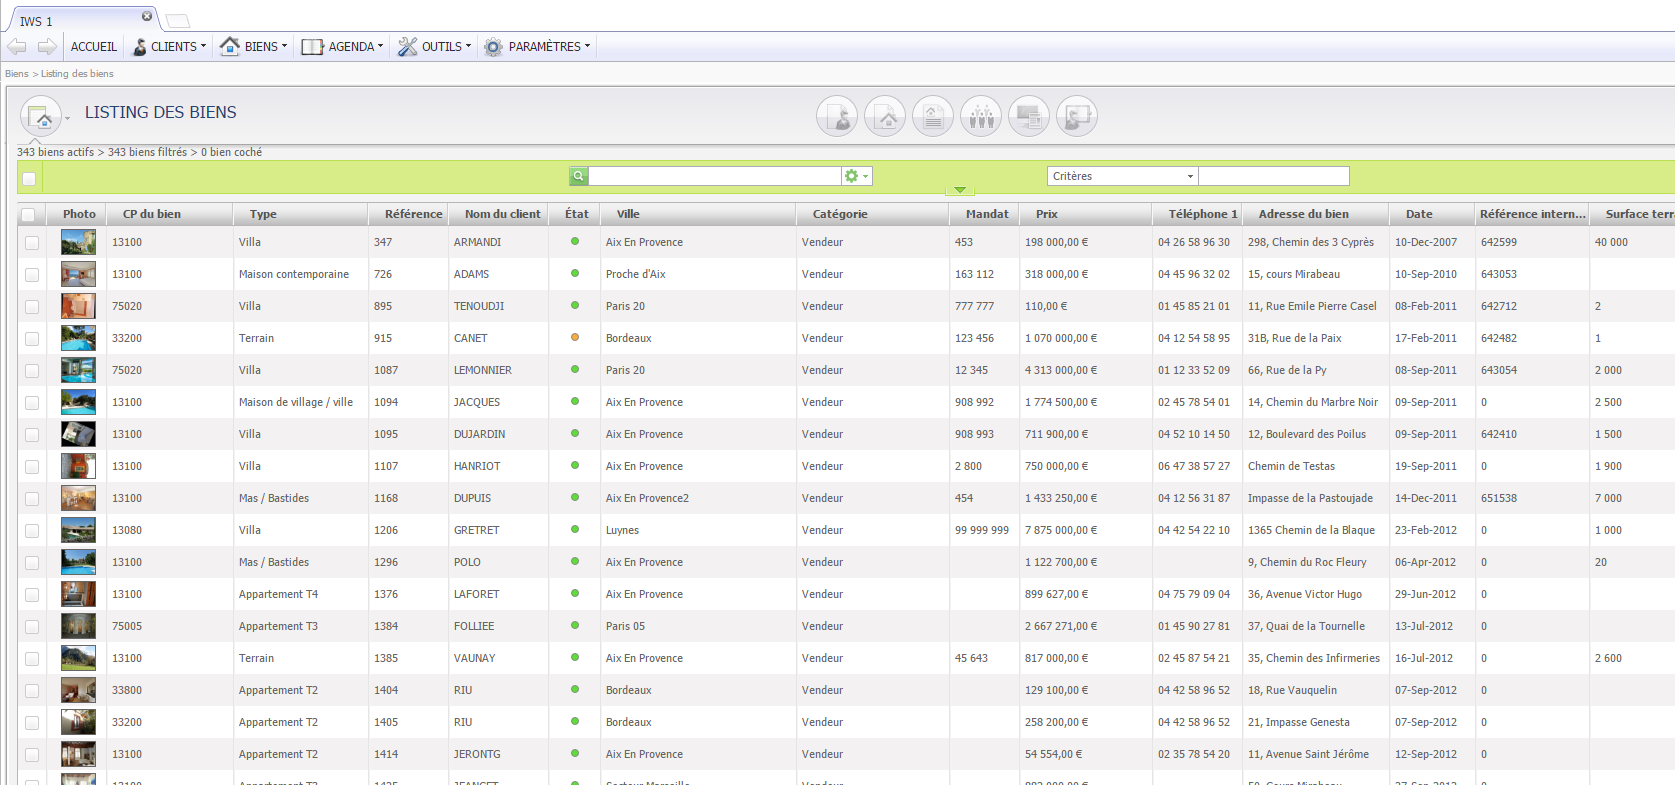 IWS 1
ACCUEIL CLIENTS BIENS AGENDA OUTILS PARAMÈTRES
Biens > Listing des biens
LISTING DES BIENS
343 biens actifs > 343 biens filtrés > 0 bien coché
Critères
Photo CP du bien Type Référence Nom du client État Ville Catégorie Mandat Prix Téléphone 1 Adresse du bien Date Référence intern... Surface terra
13100 Villa 347 ARMANDI Aix En Provence Vendeur 453 198 000,00 € 04 26 58 96 30 298, Chemin des 3 Cyprès 10-Dec-2007 642599 40 000
13100 Maison contemporaine 726 ADAMS Proche d'Aix Vendeur 163 112 318 000,00 € 04 45 96 32 02 15, cours Mirabeau 10-Sep-2010 643053
75020 Villa 895 TENOUDJI Paris 20 Vendeur 777 777 110,00 € 01 45 85 21 01 11, Rue Emile Pierre Casel 08-Feb-2011 642712 2
33200 Terrain 915 CANET Bordeaux Vendeur 123 456 1 070 000,00 € 04 12 54 58 95 31B, Rue de la Paix 17-Feb-2011 642482 1
75020 Villa 1087 LEMONNIER Paris 20 Vendeur 12 345 4 313 000,00 € 01 12 33 52 09 66, Rue de la Py 08-Sep-2011 643054 2 000
13100 Maison de village / ville 1094 JACQUES Aix En Provence Vendeur 908 992 1 774 500,00 € 02 45 78 54 01 14, Chemin du Marbre Noir 09-Sep-2011 0 2 500
13100 Villa 1095 DUJARDIN Aix En Provence Vendeur 908 993 711 900,00 € 04 52 10 14 50 12, Boulevard des Poilus 09-Sep-2011 642410 1 500
13100 Villa 1107 HANRIOT Aix En Provence Vendeur 2 800 750 000,00 € 06 47 38 57 27 Chemin de Testas 19-Sep-2011 0 1 900
13100 Mas / Bastides 1168 DUPUIS Aix En Provence2 Vendeur 454 1 433 250,00 € 04 12 56 31 87 Impasse de la Pastoujade 14-Dec-2011 651538 7 000
13080 Villa 1206 GRETRET Luynes Vendeur 99 999 999 7 875 000,00 € 04 42 54 22 10 1365 Chemin de la Blaque 23-Feb-2012 0 1 000
13100 Mas / Bastides 1296 POLO Aix En Provence Vendeur 1 122 700,00 € 9, Chemin du Roc Fleury 06-Apr-2012 0 20
13100 Appartement T4 1376 LAFORET Aix En Provence Vendeur 899 627,00 € 04 75 79 09 04 36, Avenue Victor Hugo 29-Jun-2012 0
75005 Appartement T3 1384 FOLLIEE Paris 05 Vendeur 2 667 271,00 € 01 45 90 27 81 37, Quai de la Tournelle 13-Jul-2012 0
13100 Terrain 1385 VAUNAY Aix En Provence Vendeur 45 643 817 000,00 € 02 45 87 54 21 35, Chemin des Infirmeries 16-Jul-2012 0 2 600
33800 Appartement T2 1404 RIU Bordeaux Vendeur 129 100,00 € 04 42 58 96 52 18, Rue Vauquelin 07-Sep-2012 0
33200 Appartement T2 1405 RIU Bordeaux Vendeur 258 200,00 € 04 42 58 96 52 21, Impasse Genesta 07-Sep-2012 0
13100 Appartement T2 1414 JERONTG Aix En Provence Vendeur 54 554,00 € 02 35 78 54 20 11, Avenue Saint Jérôme 12-Sep-2012 0